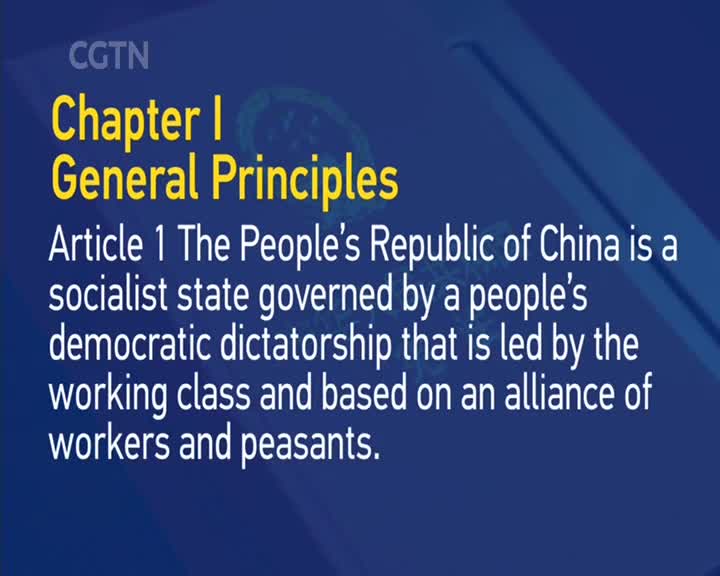 CGTN
Chapter I
General Principles
Article 1 The People's Republic of China is a
socialist state governed by a people's
democratic dictatorship that is led by the
working class and based on an alliance of
workers and peasants.